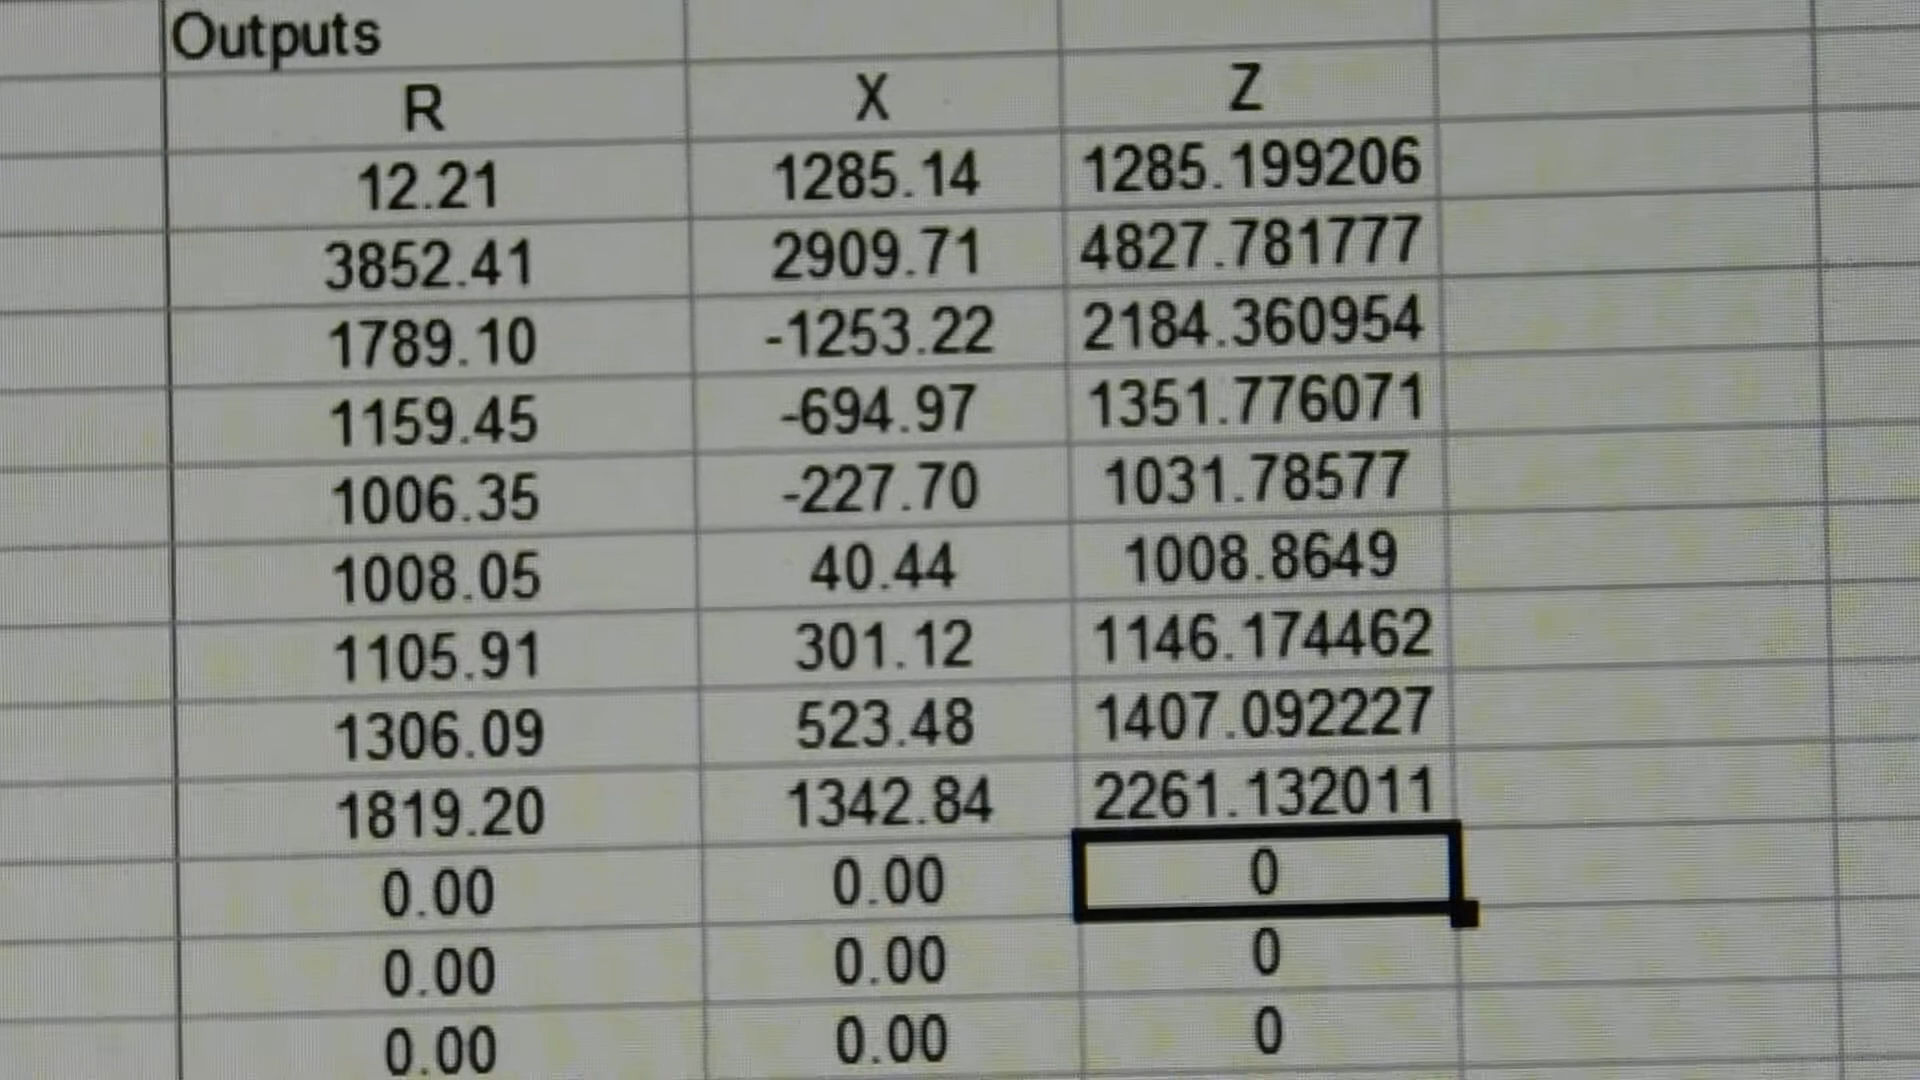 Outputs
R X Z
12.21 1285.14 1285.199206
3852.41 2909.71 4827.781777
1789.10 -1253.22 2184.360954
1159.45 -694.97 1351.776071
1006.35 -227.70 1031.78577
1008.05 40.44 1008.8649
1105.91 301.12 1146.174462
1306.09 523.48 1407.092227
1819.20 1342.84 2261.132011
0.00 0.00 0
0.00 0.00 0
0.00 0.00 0